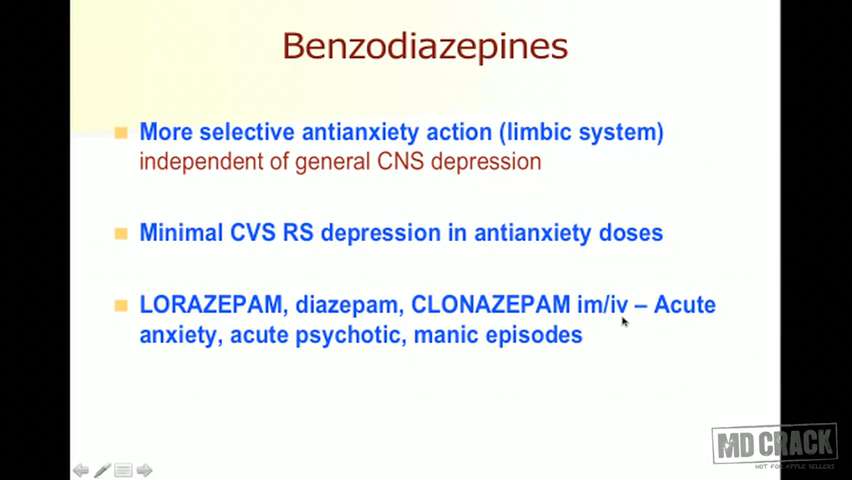 Benzodiazepines
More selective antianxiety action (limbic system)
independent of general CNS depression
Minimal CVS RS depression in antianxiety doses
LORAZEPAM, diazepam, CLONAZEPAM im/iv – Acute
anxiety, acute psychotic, manic episodes
MD CRACK
NOT FOR APPLE SELLERS